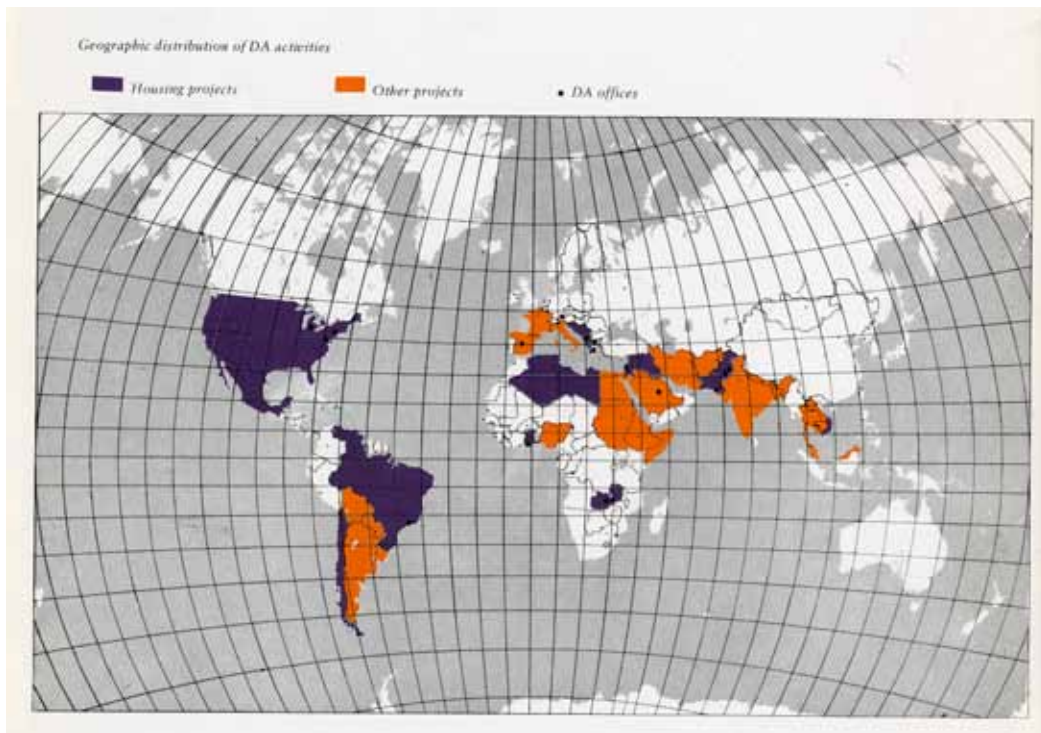 Geographic distribution of DA activities
Housing projects
Other projects
DA offices